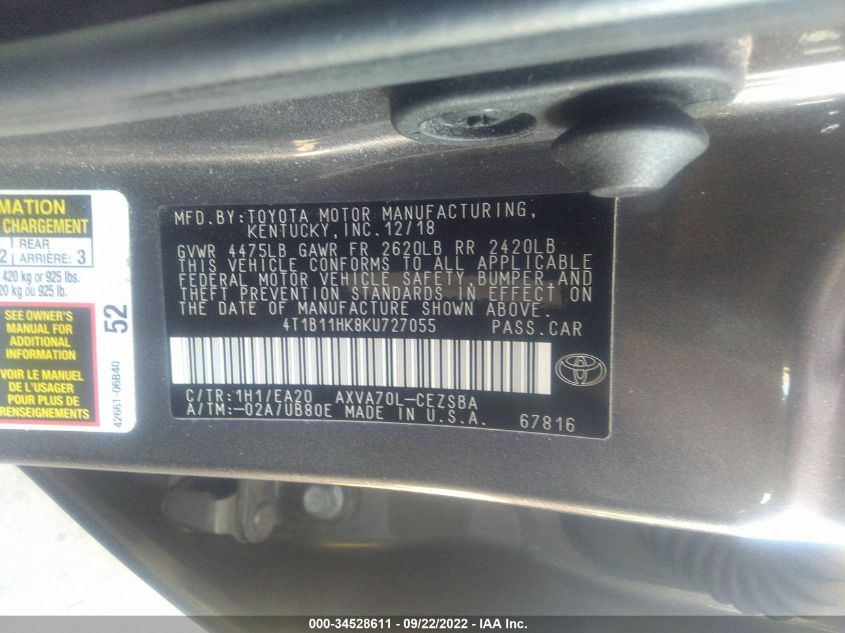 MFD. BY: TOYOTA MOTOR MANUFACTURING,
KENTUCKY, INC. 12/18
GVWR 4475LB GAWR FR 2620LB RR 2420LB
THIS VEHICLE CONFORMS TO ALL APPLICABLE
FEDERAL MOTOR VEHICLE SAFETY, BUMPER, AND
THEFT PREVENTION STANDARDS IN EFFECT ON
THE DATE OF MANUFACTURE SHOWN ABOVE.
4T1B11HK8KU727055 PASS. CAR
C/TR: 1H1/EA20 AXVA70L-CEZSBA
A/TM: -02A/UB80E MADE IN U.S.A.
67816
MATION
CHARGEMENT
REAR
2 ARRIÈRE: 3
420 kg or 925 lbs.
20 kg ou 925 lb.
SEE OWNER'S
MANUAL FOR
ADDITIONAL
INFORMATION
VOIR LE MANUEL
DE L'USAGER
POUR PLUS DE
RENSEIGNEMENTS
52
42661-06B40
000-34528611 - 09/22/2022 - IAA